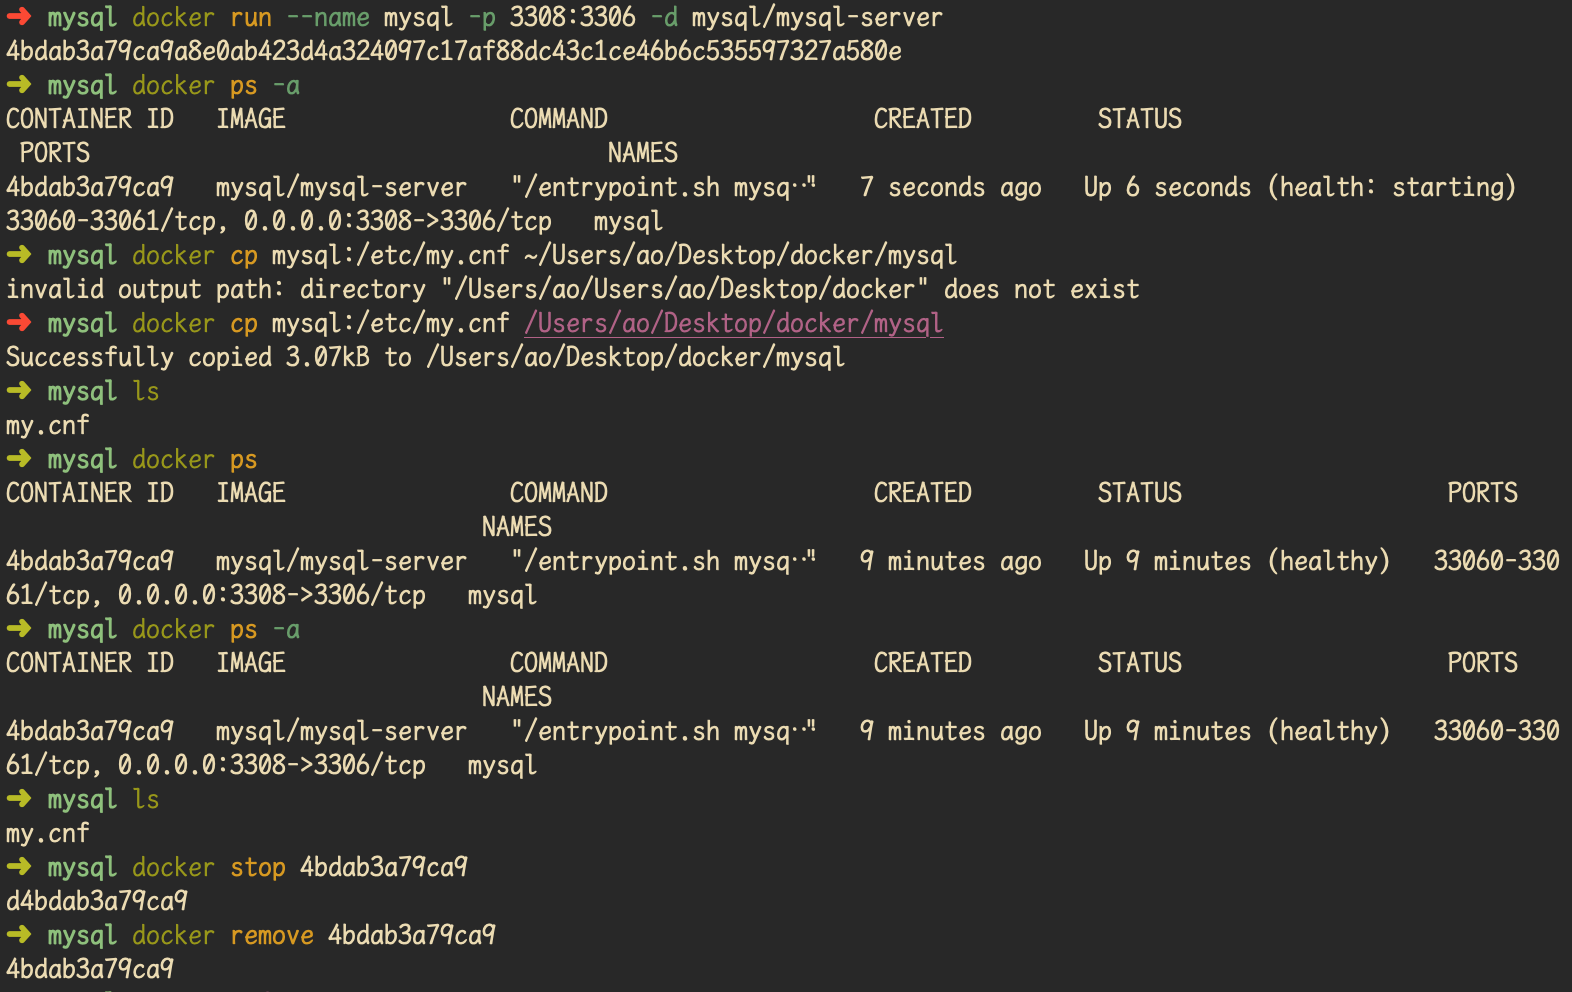 ➜ mysql docker run --name mysql -p 3308:3306 -d mysql/mysql-server
4bdab3a79ca9a8e0ab423d4a324097c17af88dc43c1ce46b6c535597327a580e
➜ mysql docker ps -a
CONTAINER ID   IMAGE                COMMAND                   CREATED         STATUS
 PORTS                                     NAMES
4bdab3a79ca9   mysql/mysql-server   "/entrypoint.sh mysq…"   7 seconds ago   Up 6 seconds (health: starting)
33060-33061/tcp, 0.0.0.0:3308->3306/tcp   mysql
➜ mysql docker cp mysql:/etc/my.cnf ~/Users/ao/Desktop/docker/mysql
invalid output path: directory "/Users/ao/Users/ao/Desktop/docker" does not exist
➜ mysql docker cp mysql:/etc/my.cnf /Users/ao/Desktop/docker/mysql
Successfully copied 3.07kB to /Users/ao/Desktop/docker/mysql
➜ mysql ls
my.cnf
➜ mysql docker ps
CONTAINER ID   IMAGE                COMMAND                   CREATED         STATUS                   PORTS
                                  NAMES
4bdab3a79ca9   mysql/mysql-server   "/entrypoint.sh mysq…"   9 minutes ago   Up 9 minutes (healthy)   33060-330
61/tcp, 0.0.0.0:3308->3306/tcp   mysql
➜ mysql docker ps -a
CONTAINER ID   IMAGE                COMMAND                   CREATED         STATUS                   PORTS
                                  NAMES
4bdab3a79ca9   mysql/mysql-server   "/entrypoint.sh mysq…"   9 minutes ago   Up 9 minutes (healthy)   33060-330
61/tcp, 0.0.0.0:3308->3306/tcp   mysql
➜ mysql ls
my.cnf
➜ mysql docker stop 4bdab3a79ca9
d4bdab3a79ca9
➜ mysql docker remove 4bdab3a79ca9
4bdab3a79ca9